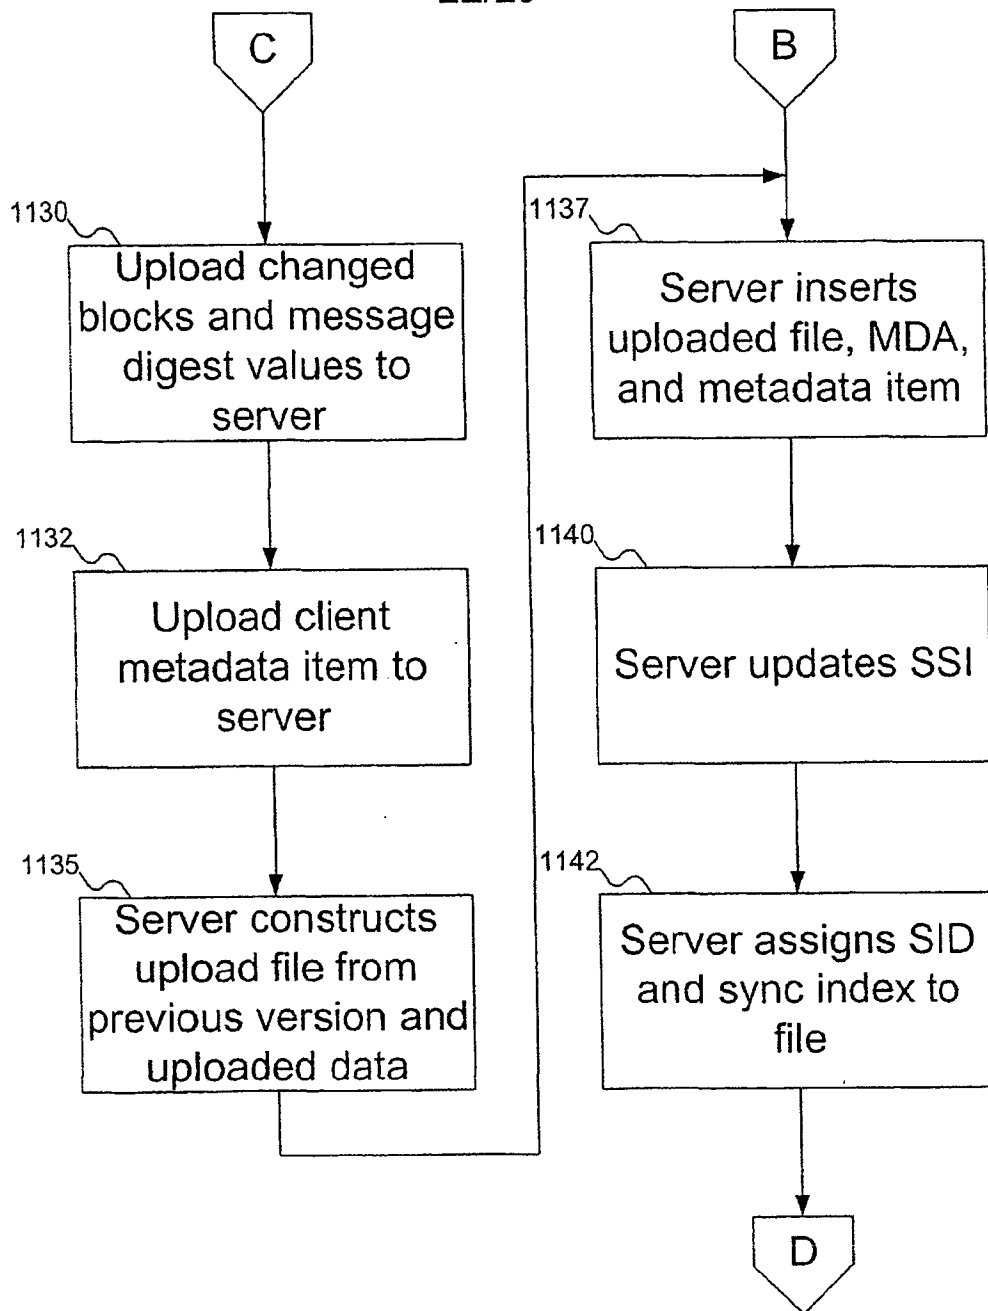 C
1130
Upload changed
blocks and message
digest values to
server
1132
Upload client
metadata item to
server
1135
Server constructs
upload file from
previous version and
uploaded data
B
1137
Server inserts
uploaded file, MDA,
and metadata item
1140
Server updates SSI
1142
Server assigns SID
and sync index to
file
D